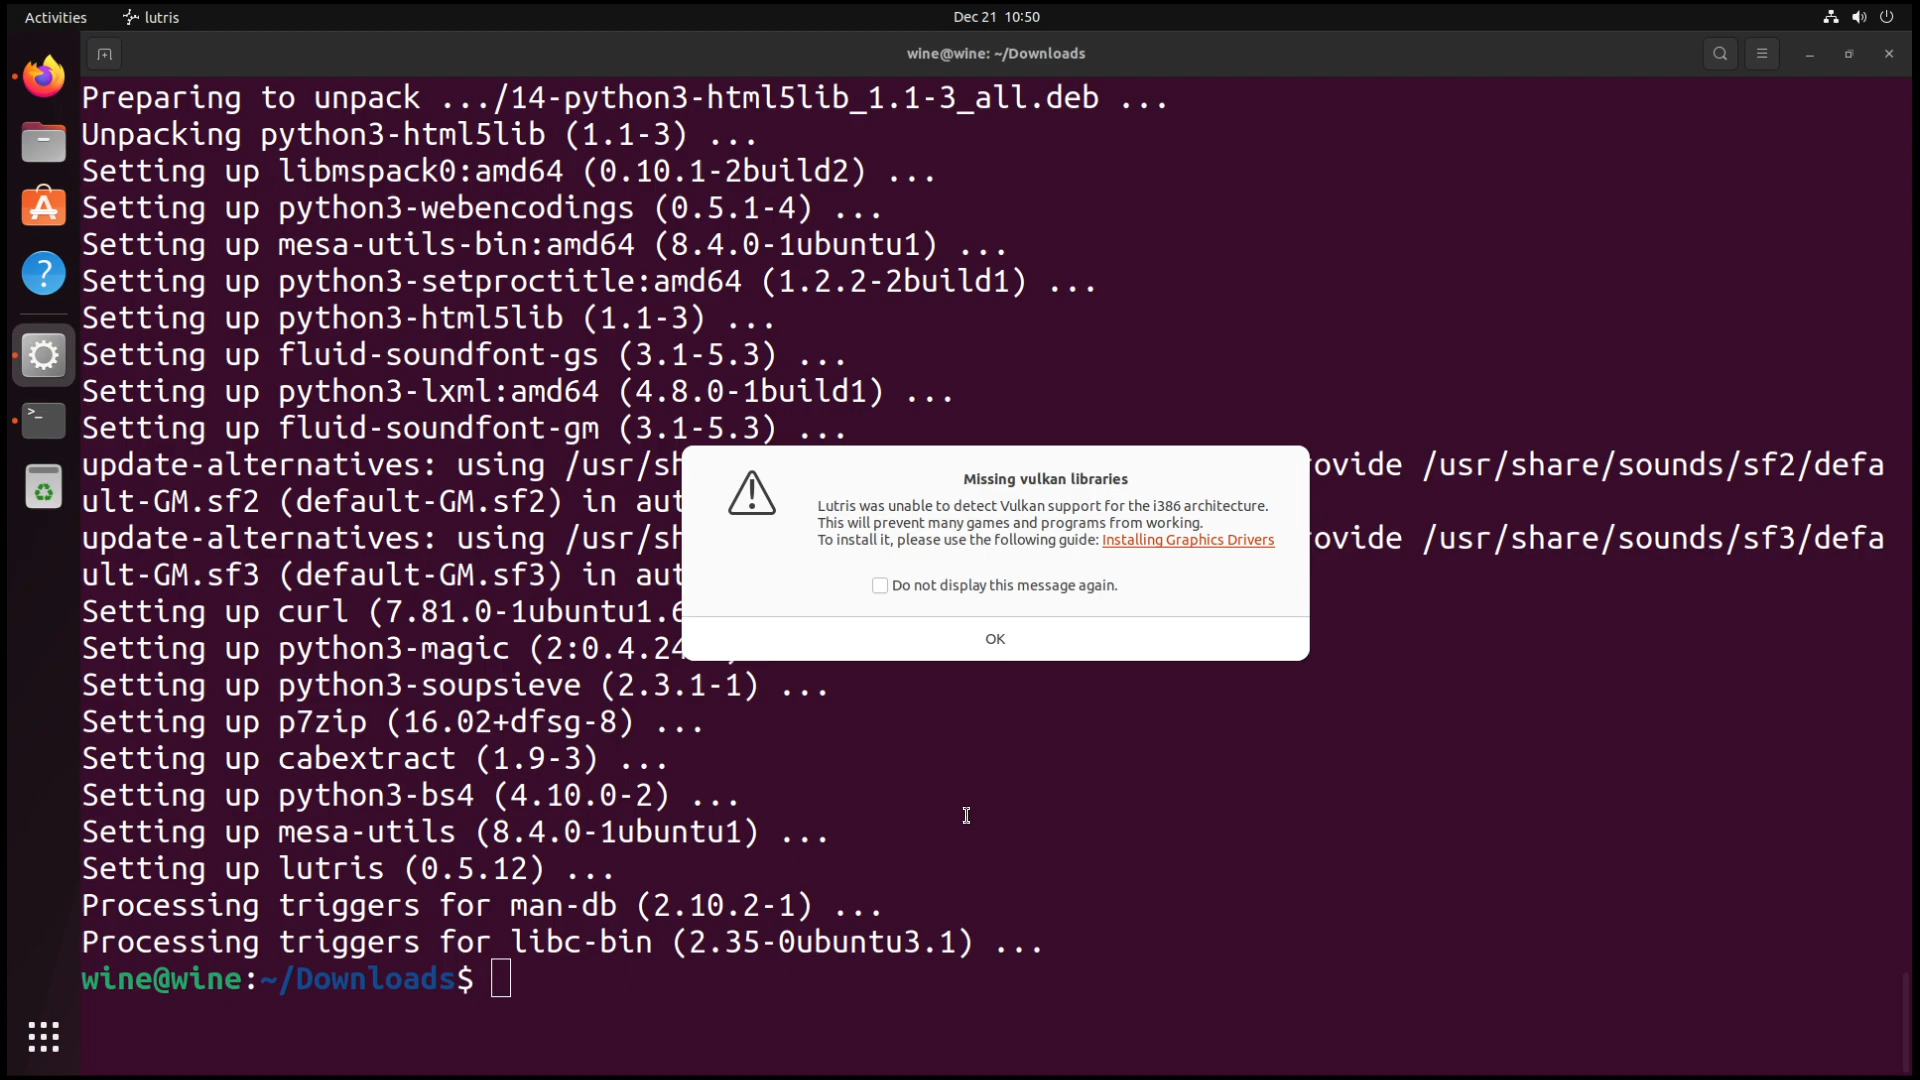 Activities lutris Dec 21 10:50
wine@wine: ~/Downloads
Preparing to unpack .../14-python3-html5lib_1.1-3_all.deb ...
Unpacking python3-html5lib (1.1-3) ...
Setting up libmspack0:amd64 (0.10.1-2build2) ...
Setting up python3-webencodings (0.5.1-4) ...
Setting up mesa-utils-bin:amd64 (8.4.0-1ubuntu1) ...
Setting up python3-setproctitle:amd64 (1.2.2-2build1) ...
Setting up python3-html5lib (1.1-3) ...
Setting up fluid-soundfont-gs (3.1-5.3) ...
Setting up python3-lxml:amd64 (4.8.0-1build1) ...
Setting up fluid-soundfont-gm (3.1-5.3) ...
update-alternatives: using /usr/sh ovide /usr/share/sounds/sf2/defa
ult-GM.sf2 (default-GM.sf2) in aut
update-alternatives: using /usr/sh ovide /usr/share/sounds/sf3/defa
ult-GM.sf3 (default-GM.sf3) in aut
Setting up curl (7.81.0-1ubuntu1.6
Setting up python3-magic (2:0.4.24
Setting up python3-soupsieve (2.3.1-1) ...
Setting up p7zip (16.02+dfsg-8) ...
Setting up cabextract (1.9-3) ...
Setting up python3-bs4 (4.10.0-2) ...
Setting up mesa-utils (8.4.0-1ubuntu1) ...
Setting up lutris (0.5.12) ...
Processing triggers for man-db (2.10.2-1) ...
Processing triggers for libc-bin (2.35-0ubuntu3.1) ...
wine@wine:~/Downloads$
Missing vulkan libraries
Lutris was unable to detect Vulkan support for the i386 architecture.
This will prevent many games and programs from working.
To install it, please use the following guide: Installing Graphics Drivers
Do not display this message again.
OK